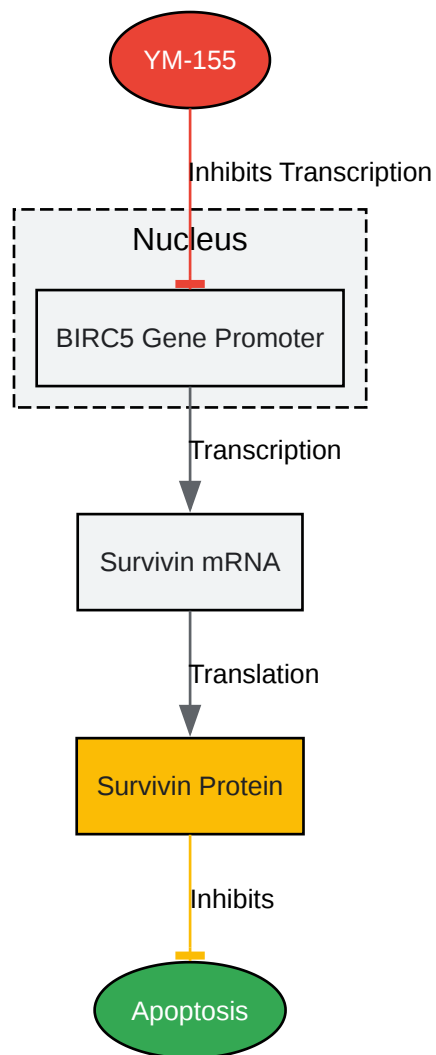 YM-155
Inhibits Transcription
Nucleus
BIRC5 Gene Promoter
Transcription
Survivin mRNA
Translation
Survivin Protein
Inhibits
Apoptosis